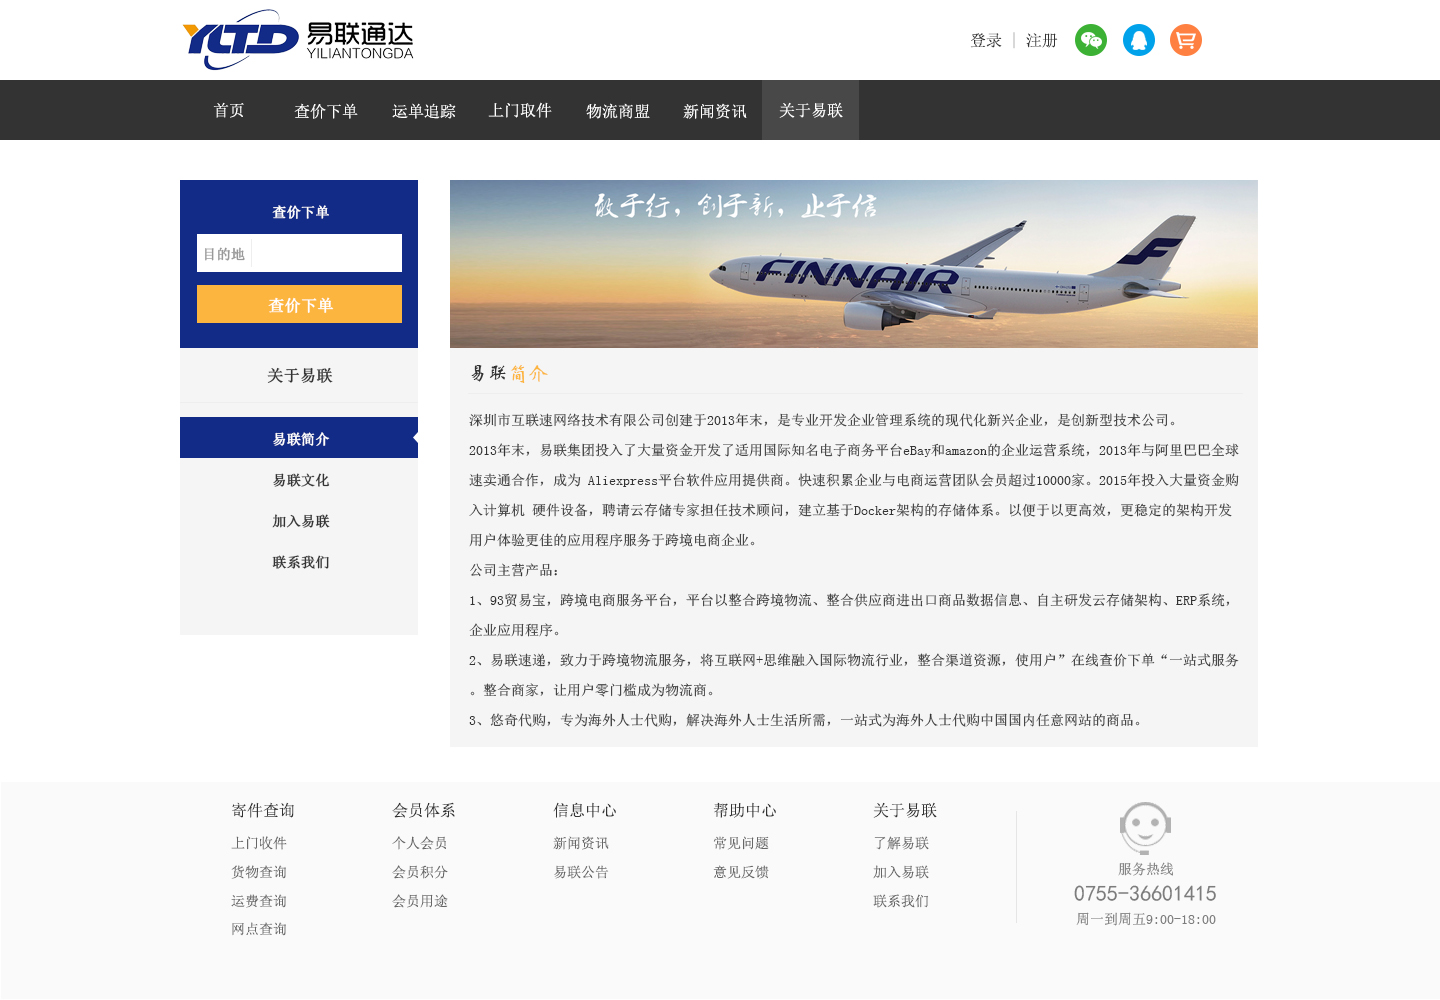 YLTD 易联通达
YILIANTONGDA
登录 | 注册
首页 查价下单 运单追踪 上门取件 物流商盟 新闻资讯 关于易联
查价下单
目的地
查价下单
关于易联
易联简介
易联文化
加入易联
联系我们
敢于行，创于新，止于信
FINNAIR
易联简介
深圳市互联速网络技术有限公司创建于2013年末，是专业开发企业管理系统的现代化新兴企业，是创新型技术公司。
2013年末，易联集团投入了大量资金开发了适用国际知名电子商务平台eBay和amazon的企业运营系统，2013年与阿里巴巴全球
速卖通合作，成为 Aliexpress平台软件应用提供商。快速积累企业与电商运营团队会员超过10000家。2015年投入大量资金购
入计算机 硬件设备，聘请云存储专家担任技术顾问，建立基于Docker架构的存储体系。以便于以更高效，更稳定的架构开发
用户体验更佳的应用程序服务于跨境电商企业。
公司主营产品：
1、93贸易宝，跨境电商服务平台，平台以整合跨境物流、整合供应商进出口商品数据信息、自主研发云存储架构、ERP系统，
企业应用程序。
2、易联速递，致力于跨境物流服务，将互联网+思维融入国际物流行业，整合渠道资源，使用户”在线查价下单“一站式服务
。整合商家，让用户零门槛成为物流商。
3、悠奇代购，专为海外人士代购，解决海外人士生活所需，一站式为海外人士代购中国国内任意网站的商品。
寄件查询
上门收件
货物查询
运费查询
网点查询
会员体系
个人会员
会员积分
会员用途
信息中心
新闻资讯
易联公告
帮助中心
常见问题
意见反馈
关于易联
了解易联
加入易联
联系我们
服务热线
0755-36601415
周一到周五9:00-18:00